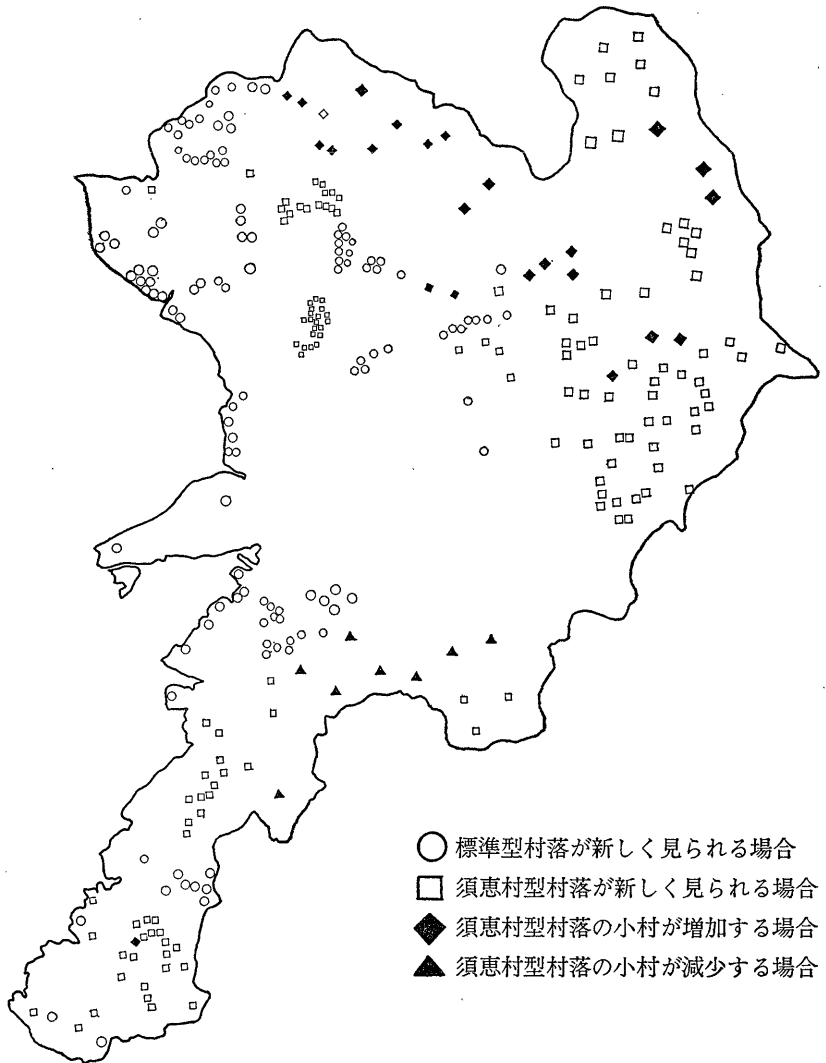 標準型村落が新しく見られる場合
須恵村型村落が新しく見られる場合
須恵村型村落の小村が増加する場合
須恵村型村落の小村が減少する場合